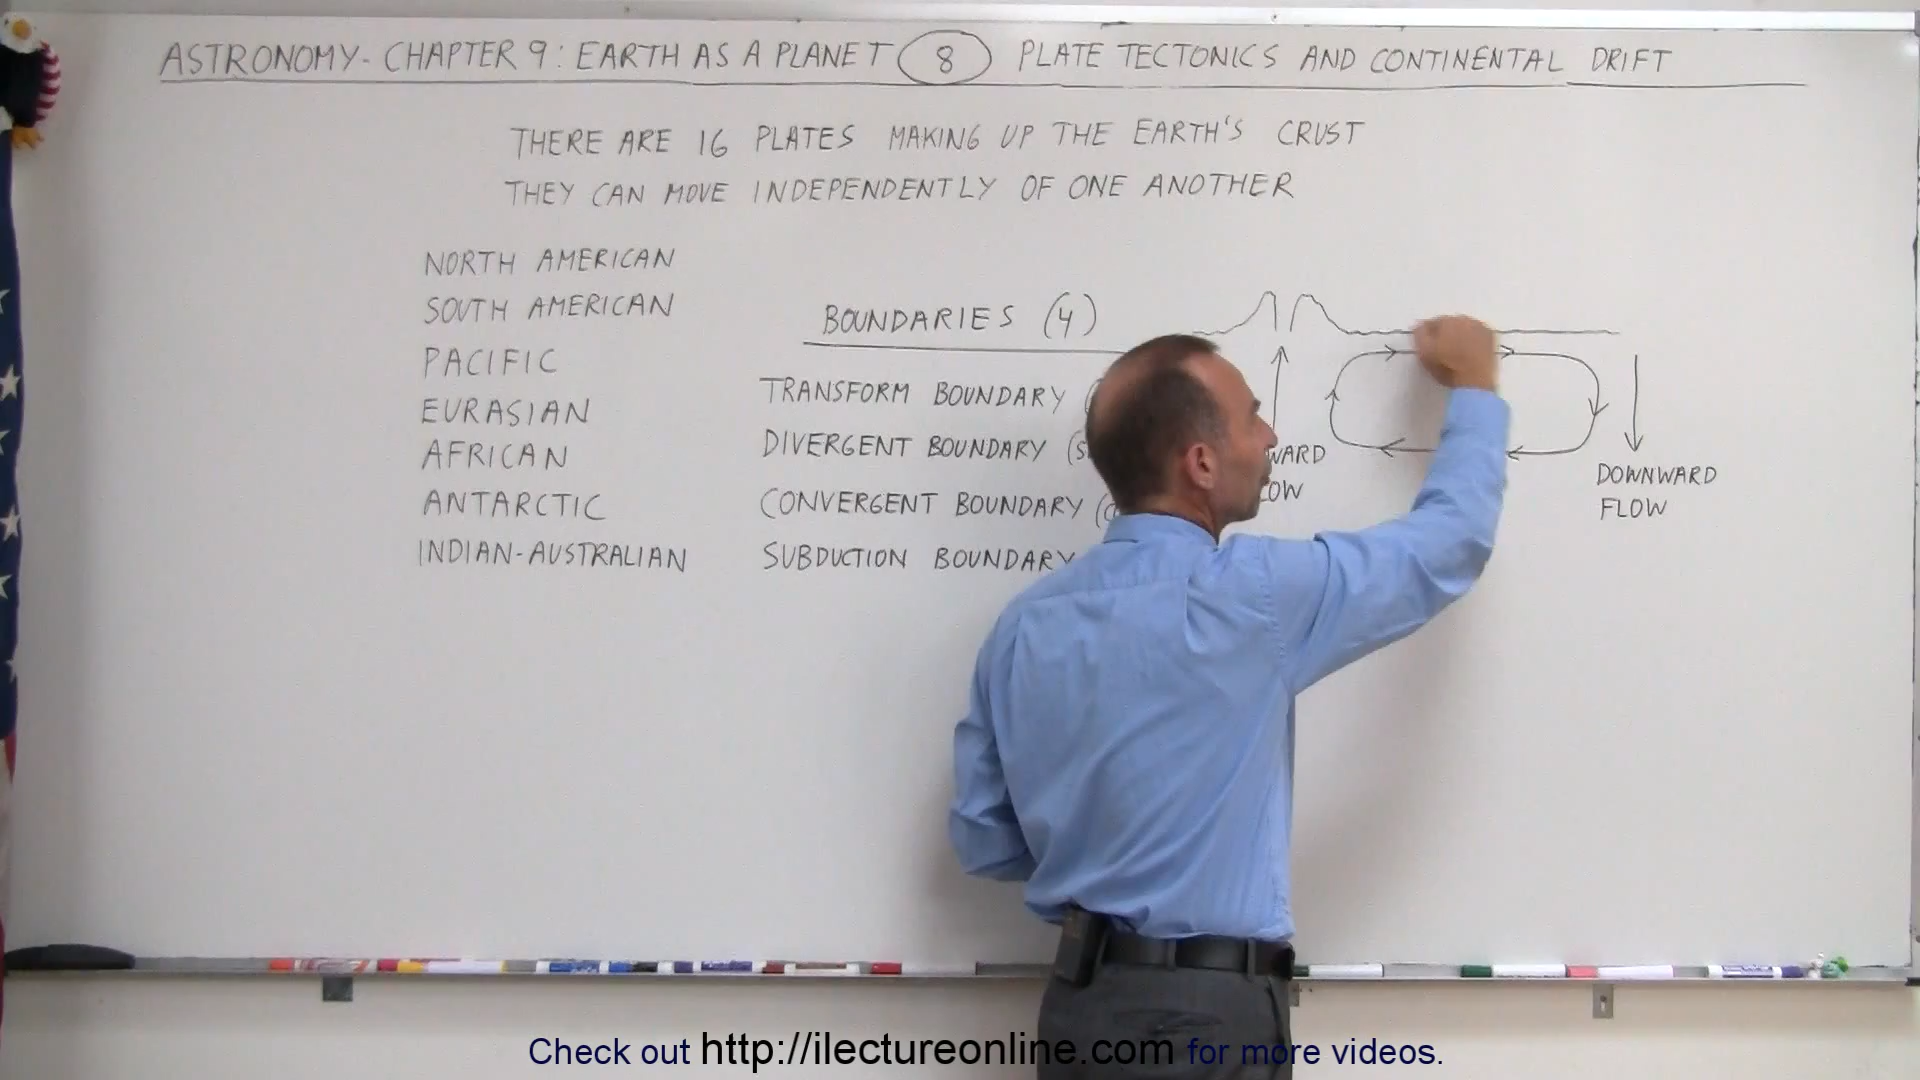 ASTRONOMY - CHAPTER 9 : EARTH AS A PLANET 8 PLATE TECTONICS AND CONTINENTAL DRIFT
THERE ARE 16 PLATES MAKING UP THE EARTH'S CRUST
THEY CAN MOVE INDEPENDENTLY OF ONE ANOTHER
NORTH AMERICAN
SOUTH AMERICAN
PACIFIC
EURASIAN
AFRICAN
ANTARCTIC
INDIAN-AUSTRALIAN
BOUNDARIES (4)
TRANSFORM BOUNDARY
DIVERGENT BOUNDARY (S
CONVERGENT BOUNDARY (C
SUBDUCTION BOUNDARY
WARD
OW
DOWNWARD
FLOW
Check out http://ilectureonline.com for more videos.